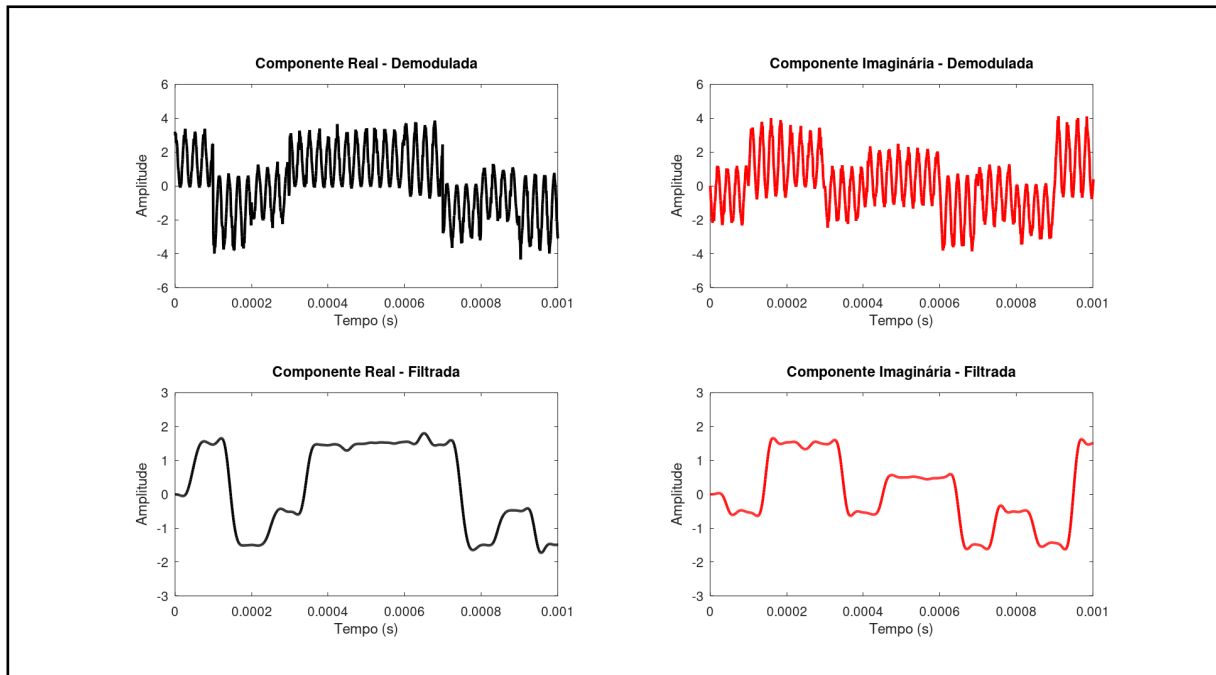 Componente Real - Demodulada
6
4
2
0
-2
-4
-6
Amplitude
0 0.0002 0.0004 0.0006 0.0008 0.001
Tempo (s)
Componente Imaginária - Demodulada
6
4
2
0
-2
-4
-6
Amplitude
0 0.0002 0.0004 0.0006 0.0008 0.001
Tempo (s)
Componente Real - Filtrada
3
2
1
0
-1
-2
-3
Amplitude
0 0.0002 0.0004 0.0006 0.0008 0.001
Tempo (s)
Componente Imaginária - Filtrada
3
2
1
0
-1
-2
-3
Amplitude
0 0.0002 0.0004 0.0006 0.0008 0.001
Tempo (s)